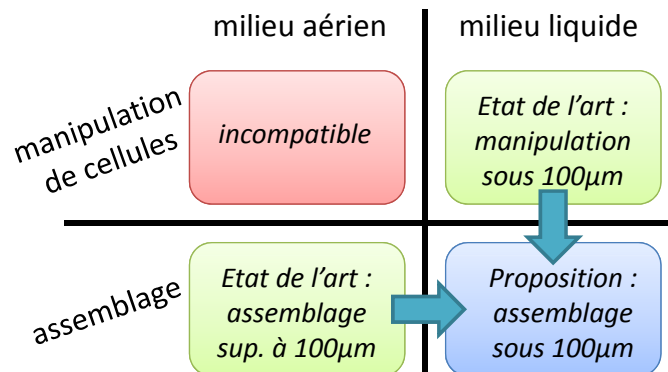 milieu aérien
milieu liquide
manipulation
de cellules
incompatible
Etat de l'art :
manipulation
sous 100µm
assemblage
Etat de l'art :
assemblage
sup. à 100µm
Proposition :
assemblage
sous 100µm